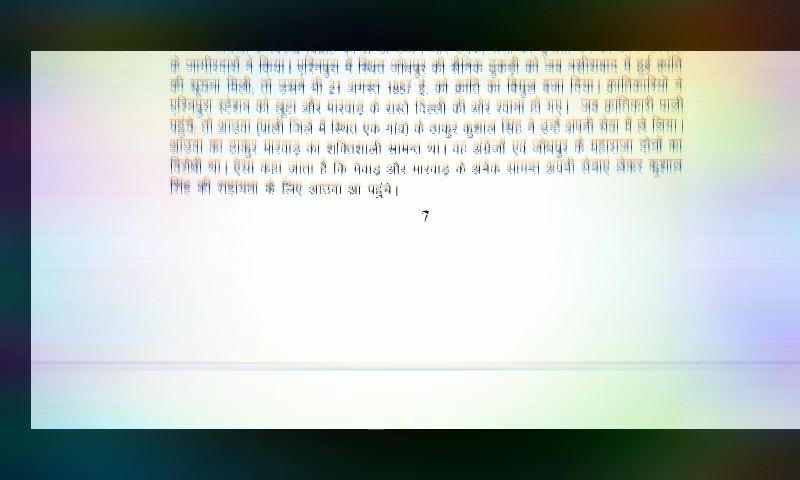 के
में किया। एरिनपुरा में स्थित जोधपुर की सैनिक टुकड़ी को जब नसीराबाद में हुई क्रांति
की सूचना मिली, तो उसने भी 21 अगस्त 1857 ई. को क्रांति का बिगुल बजा दिया। क्रांतिकारियों ने
एरिनपुरा स्टेशन को लूटा और मारवाड़ के रास्ते दिल्ली की ओर रवाना हो गए। जब क्रांतिकारी पाली
पहुंचे तो आउवा (पाली जिले में स्थित एक गांव) के ठाकुर कुशाल सिंह ने उन्हें अपनी सेवा में ले लिया।
आउवा का ठाकुर मारवाड़ का शक्तिशाली सामन्त था। वह अंग्रेजों एवं जोधपुर के महाराजा दोनों का
विरोधी था। ऐसा कहा जाता है कि मेवाड़ और मारवाड़ के अनेक सामन्त अपनी सेनाएं लेकर कुशाल
सिंह की सहायता के लिए आउवा आ पहुंचे।
7